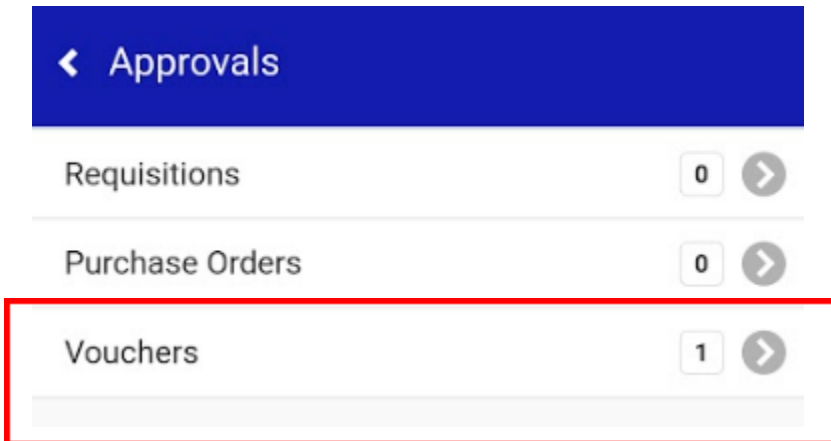 Approvals
Requisitions 0
Purchase Orders 0
Vouchers 1